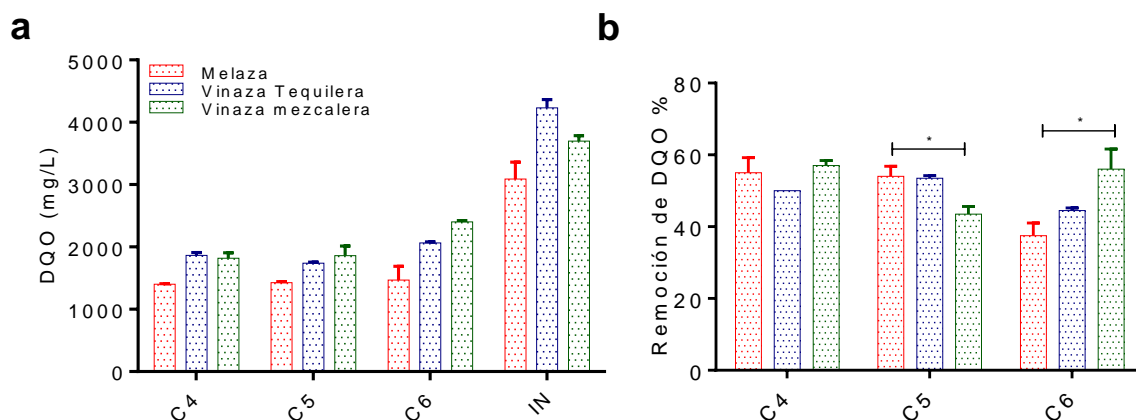 a
DQO (mg/L)
5000
4000
3000
2000
1000
0
Melaza
Vinaza Tequilera
Vinaza mezcalera
C4
C5
C6
IN
b
Remoción de DQO %
80
60
40
20
0
*
*
C4
C5
C6